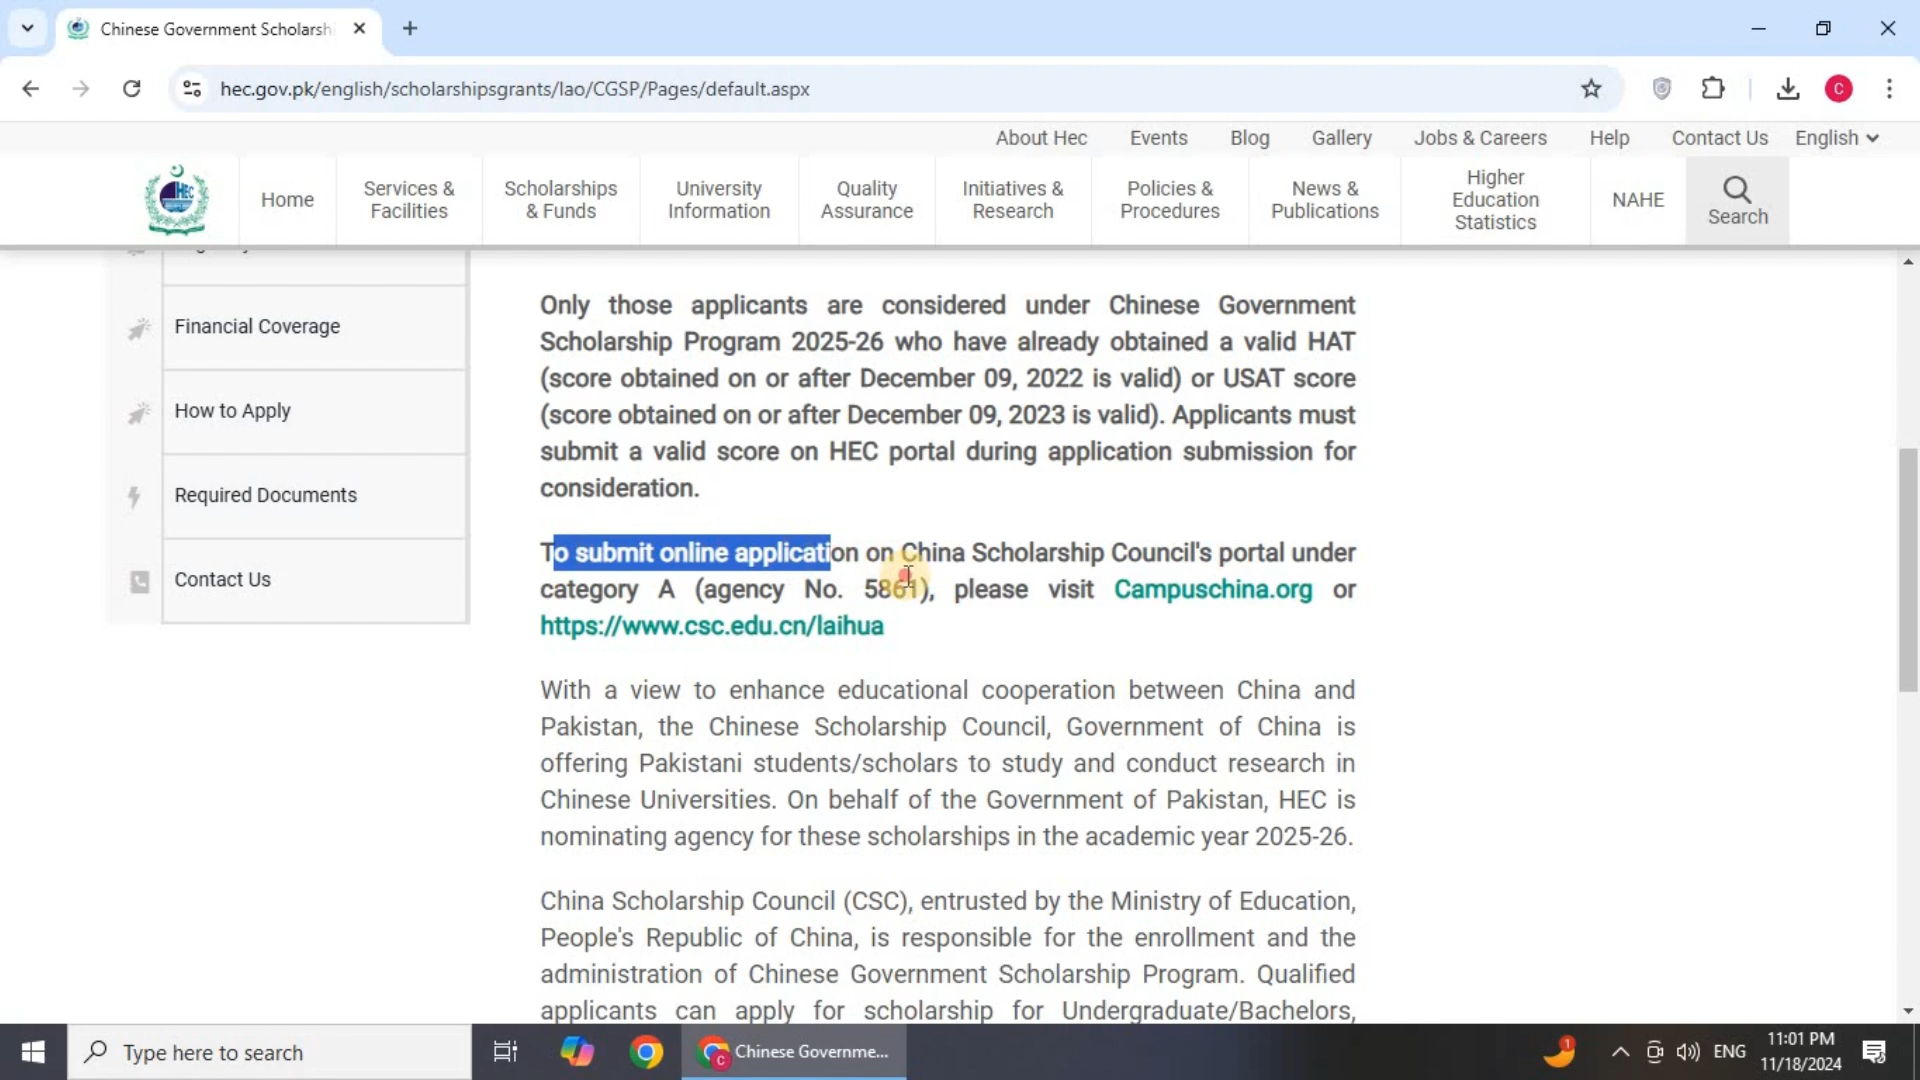 Chinese Government Scholarsh
hec.gov.pk/english/scholarshipsgrants/lao/CGSP/Pages/default.aspx
C
About Hec Events Blog Gallery Jobs & Careers Help Contact Us English
HEC
Home
Services & Facilities
Scholarships & Funds
University Information
Quality Assurance
Initiatives & Research
Policies & Procedures
News & Publications
Higher Education Statistics
NAHE
Search
Financial Coverage
How to Apply
Required Documents
Contact Us
Only those applicants are considered under Chinese Government
Scholarship Program 2025-26 who have already obtained a valid HAT
(score obtained on or after December 09, 2022 is valid) or USAT score
(score obtained on or after December 09, 2023 is valid). Applicants must
submit a valid score on HEC portal during application submission for
consideration.
To submit online application on China Scholarship Council's portal under
category A (agency No. 5861), please visit Campuschina.org or
https://www.csc.edu.cn/laihua
With a view to enhance educational cooperation between China and
Pakistan, the Chinese Scholarship Council, Government of China is
offering Pakistani students/scholars to study and conduct research in
Chinese Universities. On behalf of the Government of Pakistan, HEC is
nominating agency for these scholarships in the academic year 2025-26.
China Scholarship Council (CSC), entrusted by the Ministry of Education,
People's Republic of China, is responsible for the enrollment and the
administration of Chinese Government Scholarship Program. Qualified
applicants can apply for scholarship for Undergraduate/Bachelors,
Type here to search
C
Chinese Governme...
1
ENG
11:01 PM
11/18/2024